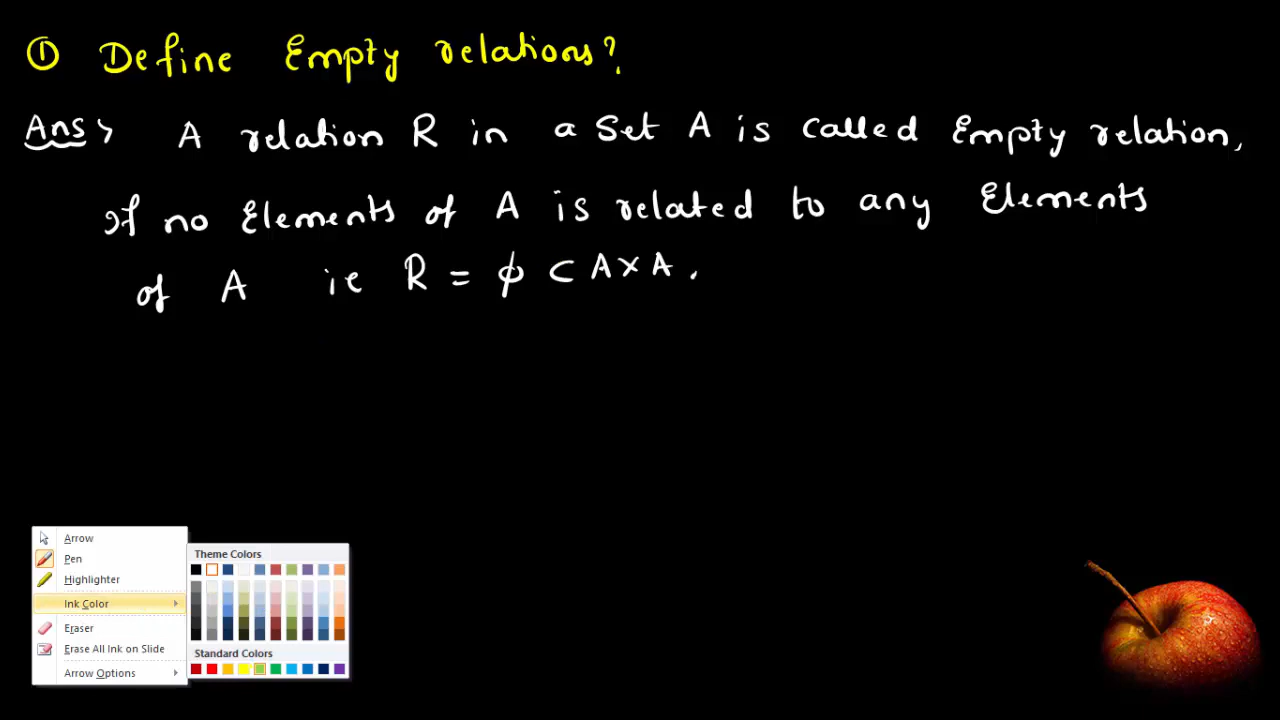 ① Define Empty relations?
Ans> A relation R in a Set A is called Empty relation,
If no Elements of A is related to any Elements
of A ie R = ϕ ⊂ A×A.
Arrow
Pen
Highlighter
Ink Color
Eraser
Erase All Ink on Slide
Arrow Options
Theme Colors
Standard Colors